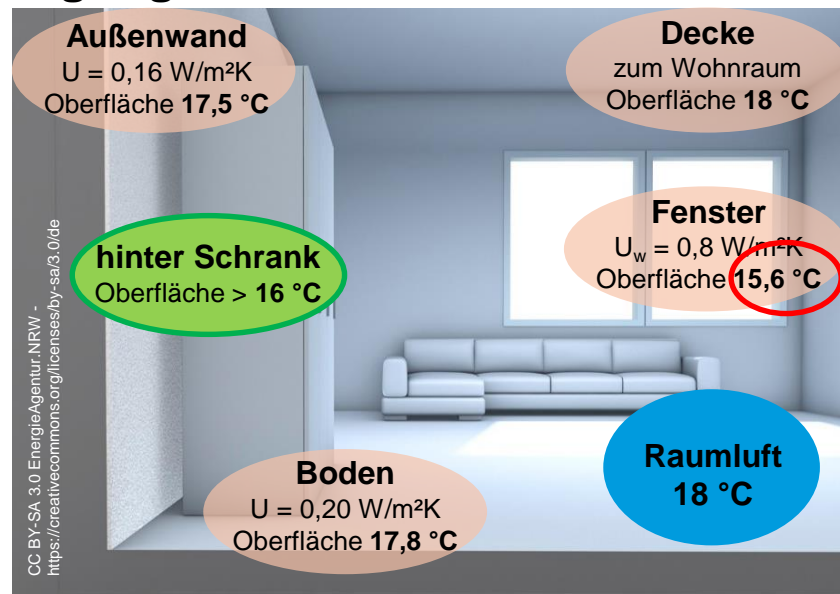 Außenwand
U = 0,16 W/m²K
Oberfläche 17,5 °C
Decke
zum Wohnraum
Oberfläche 18 °C
hinter Schrank
Oberfläche > 16 °C
Fenster
Uw = 0,8 W/m²K
Oberfläche 15,6 °C
Boden
U = 0,20 W/m²K
Oberfläche 17,8 °C
Raumluft
18 °C
CC BY-SA 3.0 EnergieAgentur.NRW -
https://creativecommons.org/licenses/by-sa/3.0/de